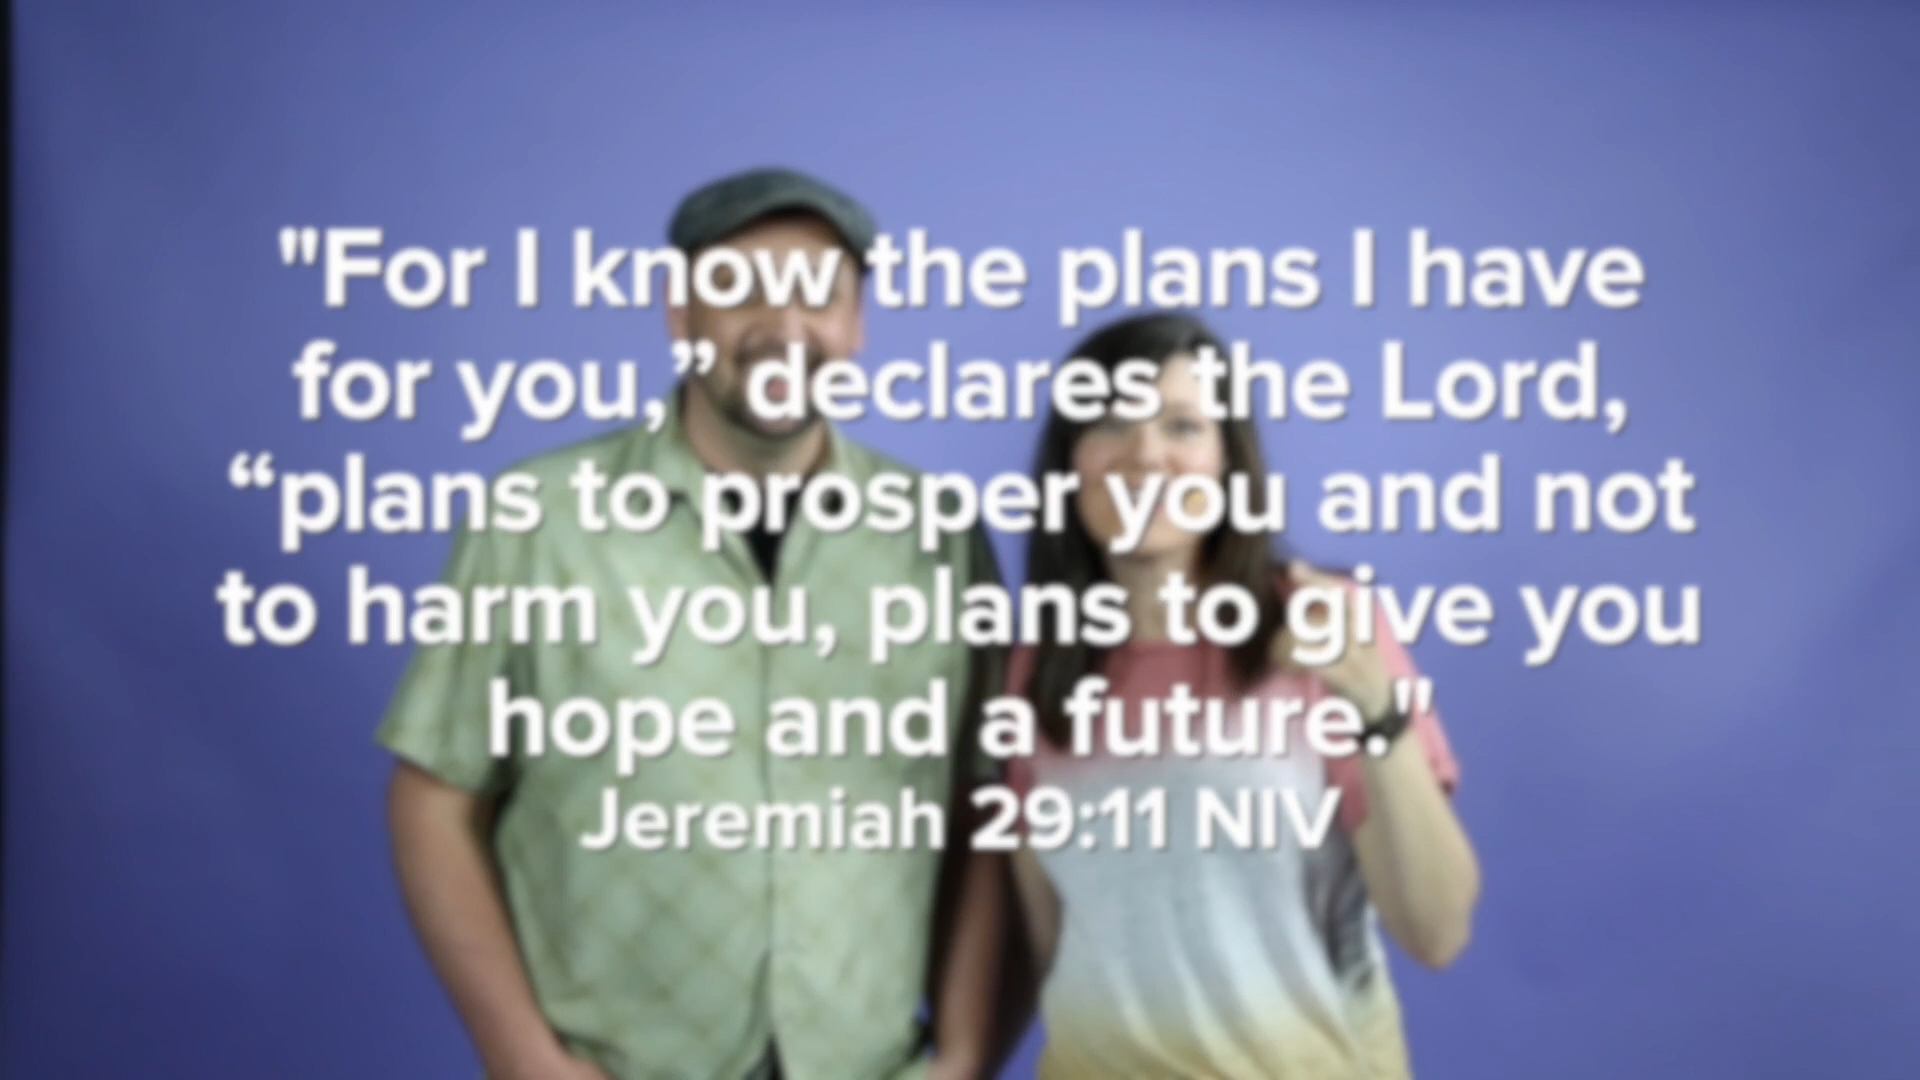 "For I know the plans I have
for you,” declares the Lord,
“plans to prosper you and not
to harm you, plans to give you
hope and a future."
Jeremiah 29:11 NIV